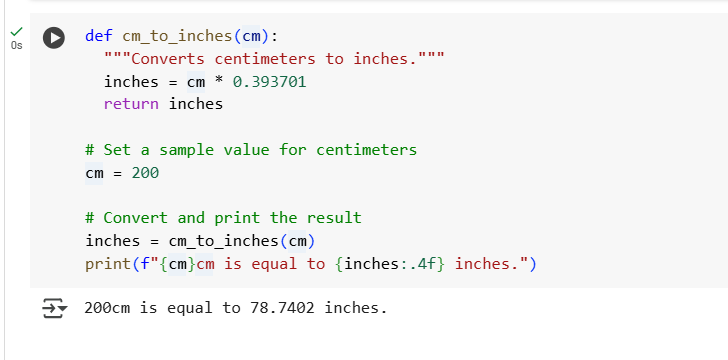 def cm_to_inches(cm):
  """Converts centimeters to inches."""
  inches = cm * 0.393701
  return inches

# Set a sample value for centimeters
cm = 200

# Convert and print the result
inches = cm_to_inches(cm)
print(f"{cm}cm is equal to {inches:.4f} inches.")
0s
200cm is equal to 78.7402 inches.